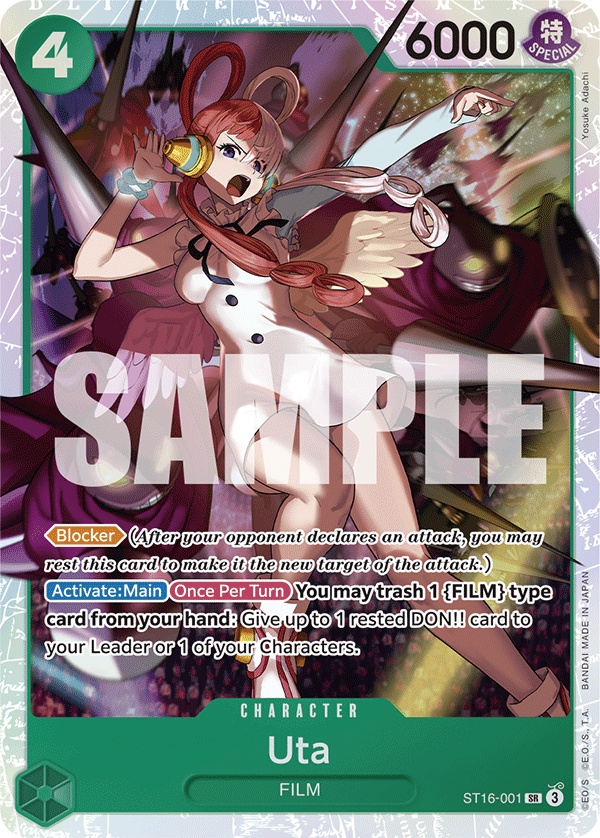 4
6000
特
SPECIAL
Yosuke Adachi
SAMPLE
Blocker (After your opponent declares an attack, you may
rest this card to make it the new target of the attack.)
Activate:Main Once Per Turn You may trash 1 {FILM} type
card from your hand: Give up to 1 rested DON!! card to
your Leader or 1 of your Characters.
CHARACTER
Uta
FILM
ST16-001 SR 3
©E.O/S ©E.O./S., T.A. BANDAI MADE IN JAPAN